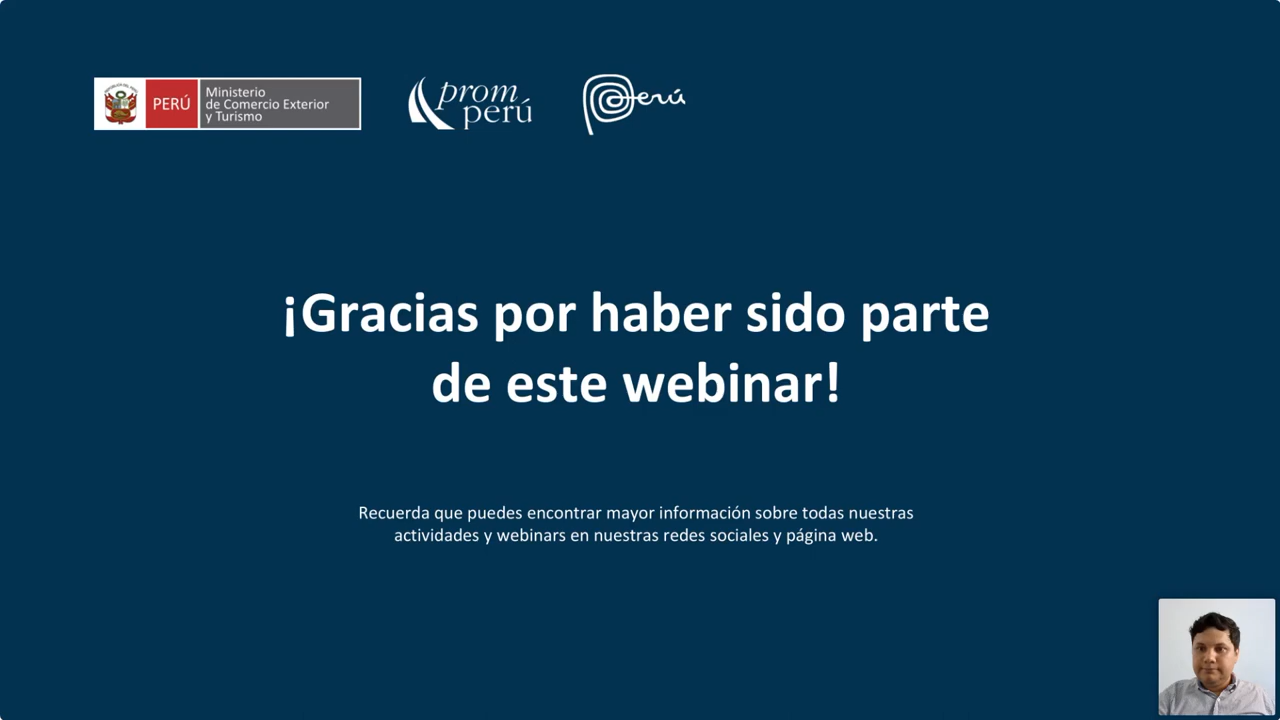 PERÚ
Ministerio
de Comercio Exterior
y Turismo
prom
perú
Perú
¡Gracias por haber sido parte
de este webinar!
Recuerda que puedes encontrar mayor información sobre todas nuestras
actividades y webinars en nuestras redes sociales y página web.